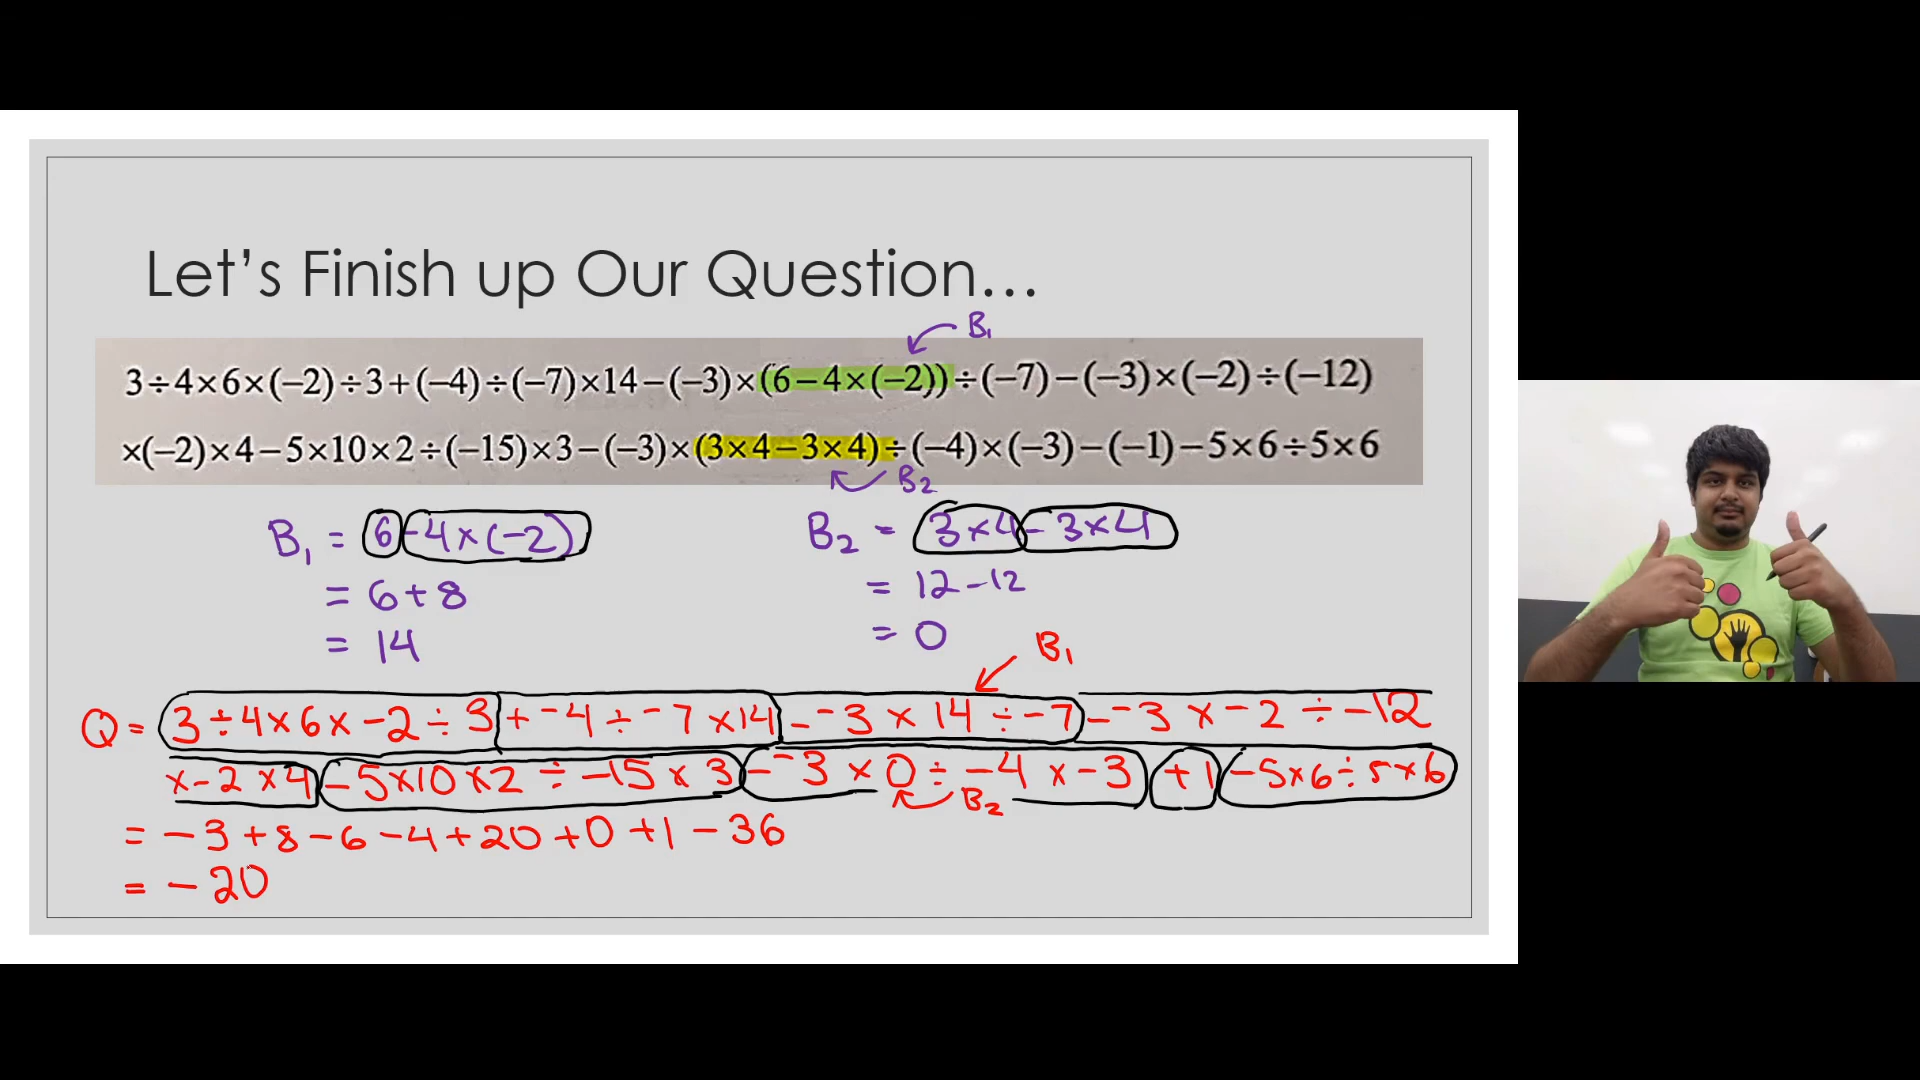 Let's Finish up Our Question…
B₁
3÷4×6×(−2)÷3+(−4)÷(−7)×14−(−3)×(6−4×(−2))÷(−7)−(−3)×(−2)÷(−12)
×(−2)×4−5×10×2÷(−15)×3−(−3)×(3×4−3×4)÷(−4)×(−3)−(−1)−5×6÷5×6
B₂
B₁ = 6-4×(-2)
= 6+8
= 14
B₂ = 3×4-3×4
= 12-12
= 0
B₁
Q = 3÷4×6×-2÷3+⁻4÷⁻7×14-⁻3×14÷-7-⁻3×-2÷-12
×-2×4-5×10×2÷-15×3-⁻3×0÷-4×-3+1-5×6÷5×6
B₂
= -3+8-6-4+20+0+1-36
= -20